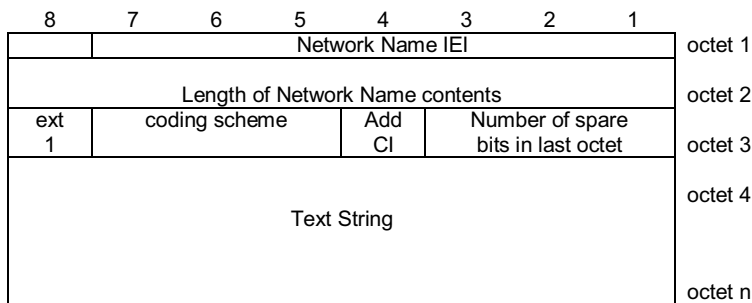 8 7 6 5 4 3 2 1
Network Name IEI octet 1
Length of Network Name contents octet 2
ext coding scheme Add Number of spare
1 CI bits in last octet octet 3
octet 4
Text String
octet n